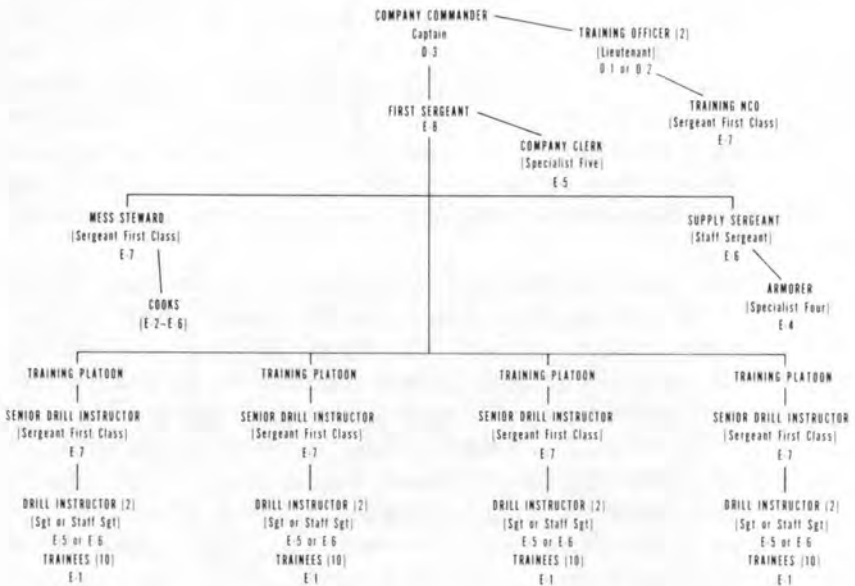 COMPANY COMMANDER
Captain
O-3
TRAINING OFFICER (2)
(Lieutenant)
O 1 or O 2
TRAINING NCO
(Sergeant First Class)
E-7
FIRST SERGEANT
E-8
COMPANY CLERK
(Specialist Five)
E-5
MESS STEWARD
(Sergeant First Class)
E-7
COOKS
(E-2–E-6)
SUPPLY SERGEANT
(Staff Sergeant)
E 6
ARMORER
(Specialist Four)
E-4
TRAINING PLATOON
SENIOR DRILL INSTRUCTOR
(Sergeant First Class)
E-7
DRILL INSTRUCTOR (2)
(Sgt or Staff Sgt)
E-5 or E-6
TRAINEES (10)
E-1
TRAINING PLATOON
SENIOR DRILL INSTRUCTOR
(Sergeant First Class)
E-7
DRILL INSTRUCTOR (2)
(Sgt or Staff Sgt)
E-5 or E-6
TRAINEES (10)
E-1
TRAINING PLATOON
SENIOR DRILL INSTRUCTOR
(Sergeant First Class)
E-7
DRILL INSTRUCTOR (2)
(Sgt or Staff Sgt)
E-5 or E-6
TRAINEES (10)
E-1
TRAINING PLATOON
SENIOR DRILL INSTRUCTOR
(Sergeant First Class)
E-7
DRILL INSTRUCTOR (2)
(Sgt or Staff Sgt)
E-5 or E-6
TRAINEES (10)
E-1